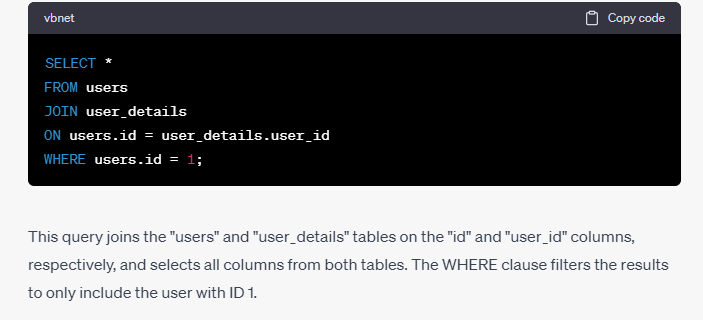 vbnet
Copy code
SELECT *
FROM users
JOIN user_details
ON users.id = user_details.user_id
WHERE users.id = 1;
This query joins the "users" and "user_details" tables on the "id" and "user_id" columns,
respectively, and selects all columns from both tables. The WHERE clause filters the results
to only include the user with ID 1.